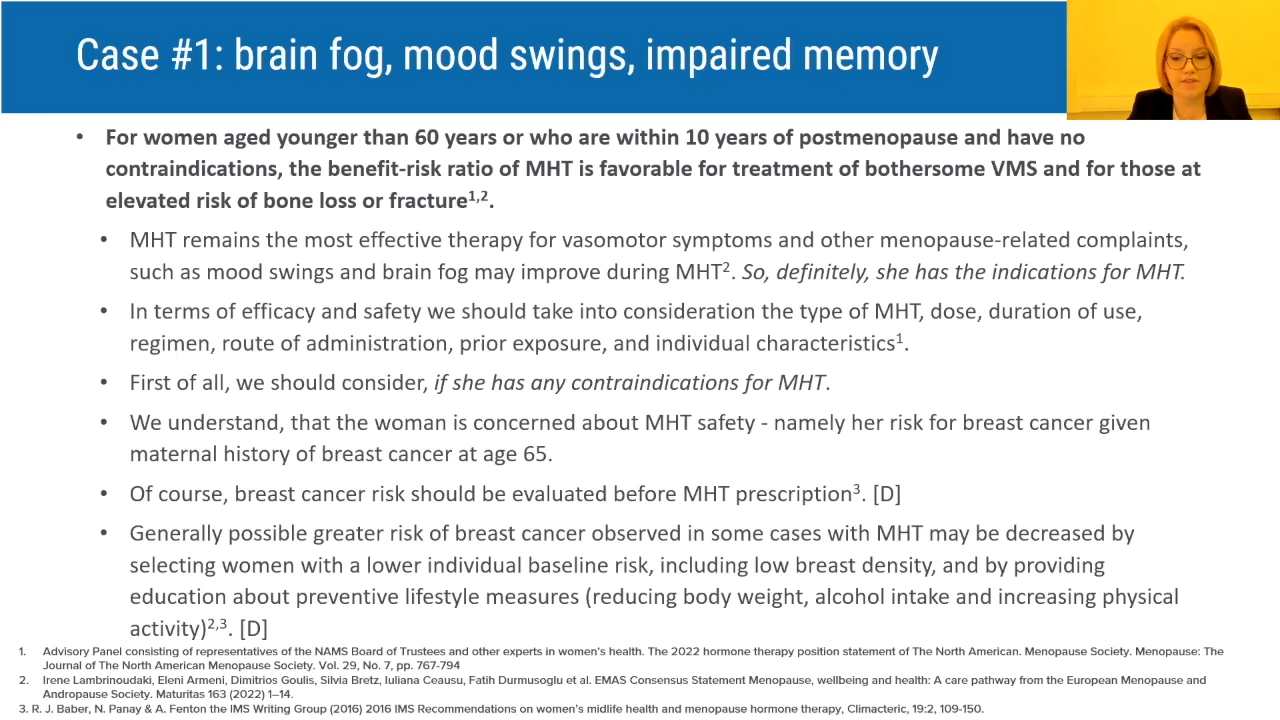 Case #1: brain fog, mood swings, impaired memory
• For women aged younger than 60 years or who are within 10 years of postmenopause and have no
contraindications, the benefit-risk ratio of MHT is favorable for treatment of bothersome VMS and for those at
elevated risk of bone loss or fracture1,2.
• MHT remains the most effective therapy for vasomotor symptoms and other menopause-related complaints,
such as mood swings and brain fog may improve during MHT2. So, definitely, she has the indications for MHT.
• In terms of efficacy and safety we should take into consideration the type of MHT, dose, duration of use,
regimen, route of administration, prior exposure, and individual characteristics1.
• First of all, we should consider, if she has any contraindications for MHT.
• We understand, that the woman is concerned about MHT safety - namely her risk for breast cancer given
maternal history of breast cancer at age 65.
• Of course, breast cancer risk should be evaluated before MHT prescription3. [D]
• Generally possible greater risk of breast cancer observed in some cases with MHT may be decreased by
selecting women with a lower individual baseline risk, including low breast density, and by providing
education about preventive lifestyle measures (reducing body weight, alcohol intake and increasing physical
activity)2,3. [D]
1. Advisory Panel consisting of representatives of the NAMS Board of Trustees and other experts in women's health. The 2022 hormone therapy position statement of The North American. Menopause Society. Menopause: The
Journal of The North American Menopause Society. Vol. 29, No. 7, pp. 767-794
2. Irene Lambrinoudaki, Eleni Armeni, Dimitrios Goulis, Silvia Bretz, Iuliana Ceausu, Fatih Durmusoglu et al. EMAS Consensus Statement Menopause, wellbeing and health: A care pathway from the European Menopause and
Andropause Society. Maturitas 163 (2022) 1–14.
3. R. J. Baber, N. Panay & A. Fenton the IMS Writing Group (2016) 2016 IMS Recommendations on women's midlife health and menopause hormone therapy, Climacteric, 19:2, 109-150.